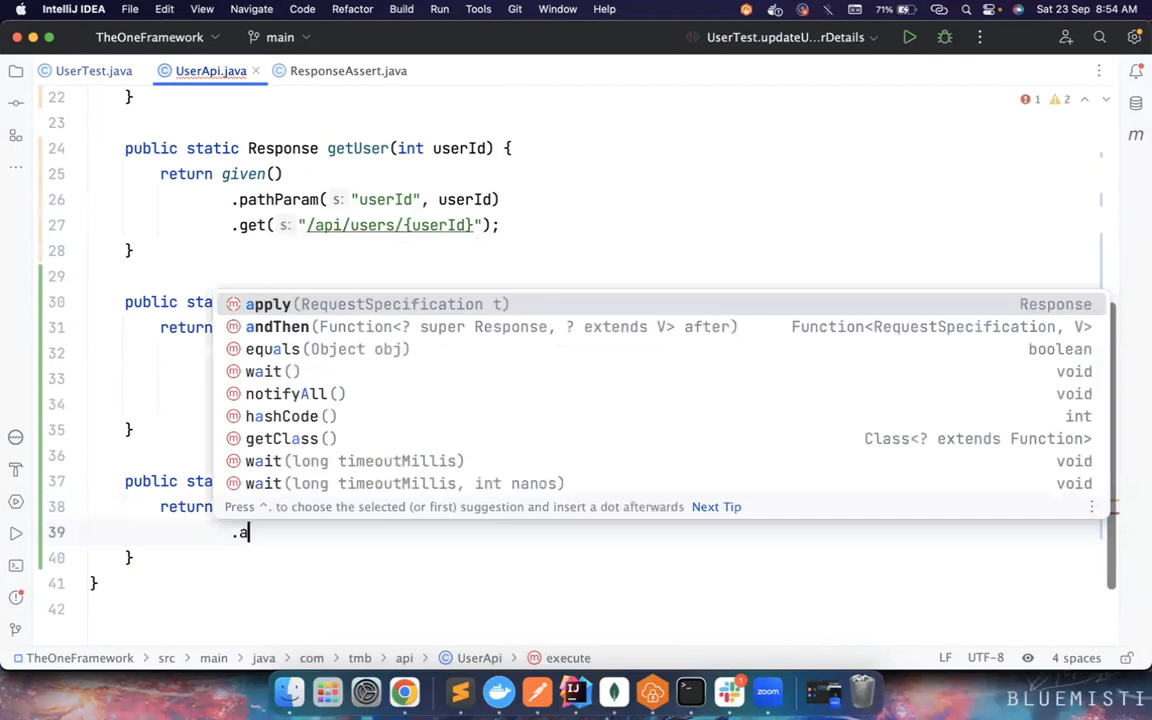 IntelliJ IDEA File Edit View Navigate Code Refactor Build Run Tools Git Window Help 71% Sat 23 Sep 8:54 AM
TheOneFramework main UserTest.updateU...rDetails
UserTest.java UserApi.java ResponseAssert.java
22 } 1 2
23
24 public static Response getUser(int userId) {
25 return given()
26 .pathParam( s: "userId", userId)
27 .get( s: "/api/users/{userId}");
28 }
29
30 public sta
31 return
32
33
34
35 }
36
37 public sta
38 return
39 .a
40 }
41 }
42
apply(RequestSpecification t) Response
andThen(Function<? super Response, ? extends V> after) Function<RequestSpecification, V>
equals(Object obj) boolean
wait() void
notifyAll() void
hashCode() int
getClass() Class<? extends Function>
wait(long timeoutMillis) void
wait(long timeoutMillis, int nanos) void
Press ^. to choose the selected (or first) suggestion and insert a dot afterwards Next Tip
TheOneFramework > src > main > java > com > tmb > api > UserApi > execute LF UTF-8 4 spaces
zoom
BLUEMISTI